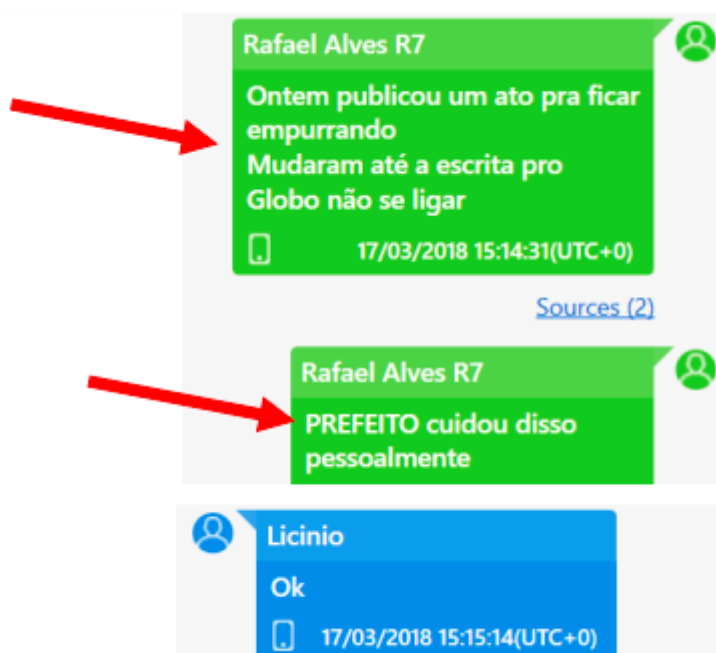 Rafael Alves R7
Ontem publicou um ato pra ficar
empurrando
Mudaram até a escrita pro
Globo não se ligar
17/03/2018 15:14:31(UTC+0)
Sources (2)
Rafael Alves R7
PREFEITO cuidou disso
pessoalmente
Licinio
Ok
17/03/2018 15:15:14(UTC+0)